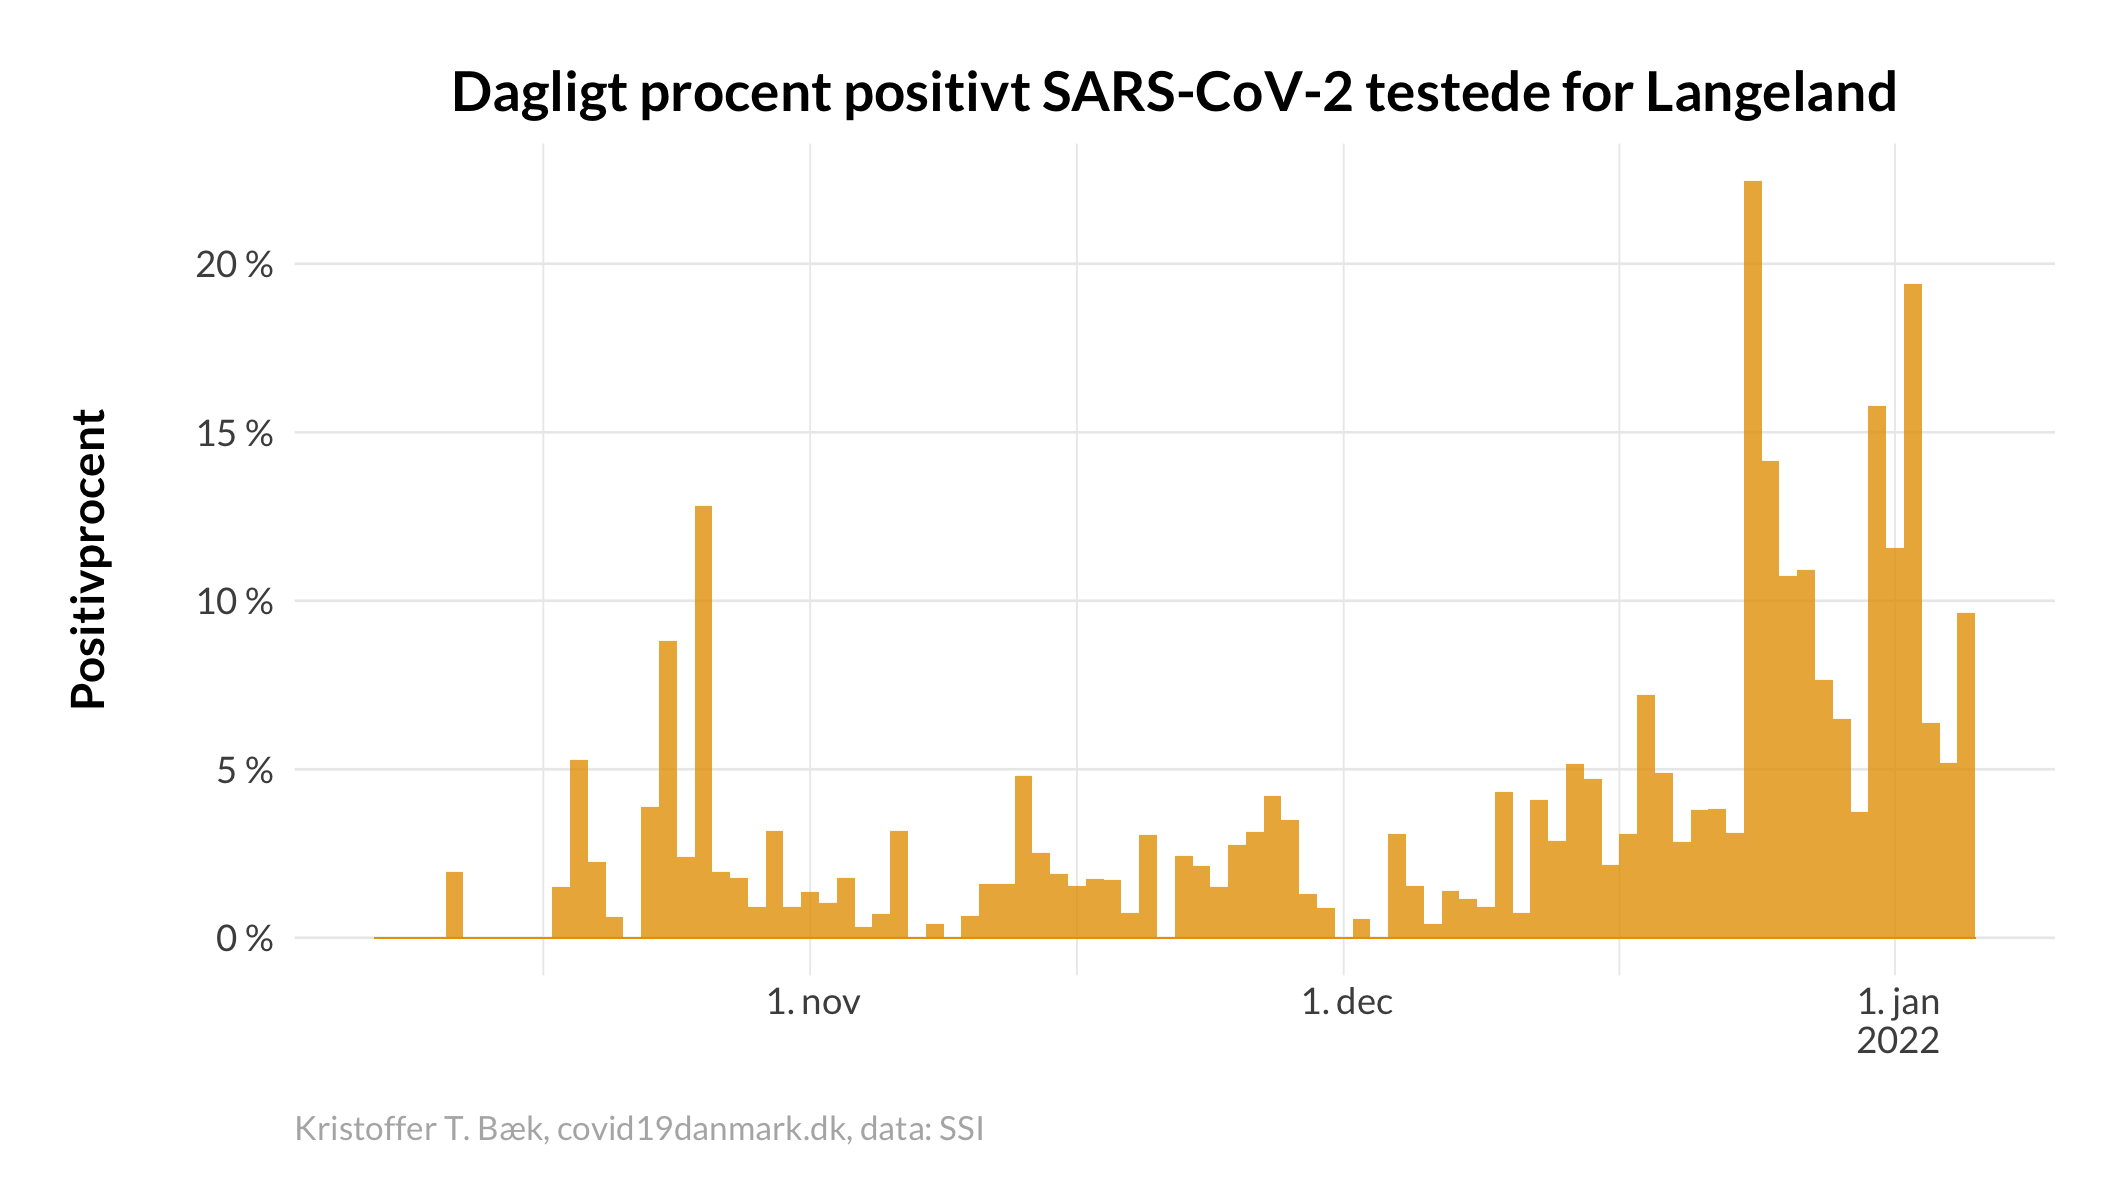 Dagligt procent positivt SARS-CoV-2 testede for Langeland
Positivprocent
20 %
15 %
10 %
5 %
0 %
1. nov
1. dec
1. jan
2022
Kristoffer T. Bæk, covid19danmark.dk, data: SSI